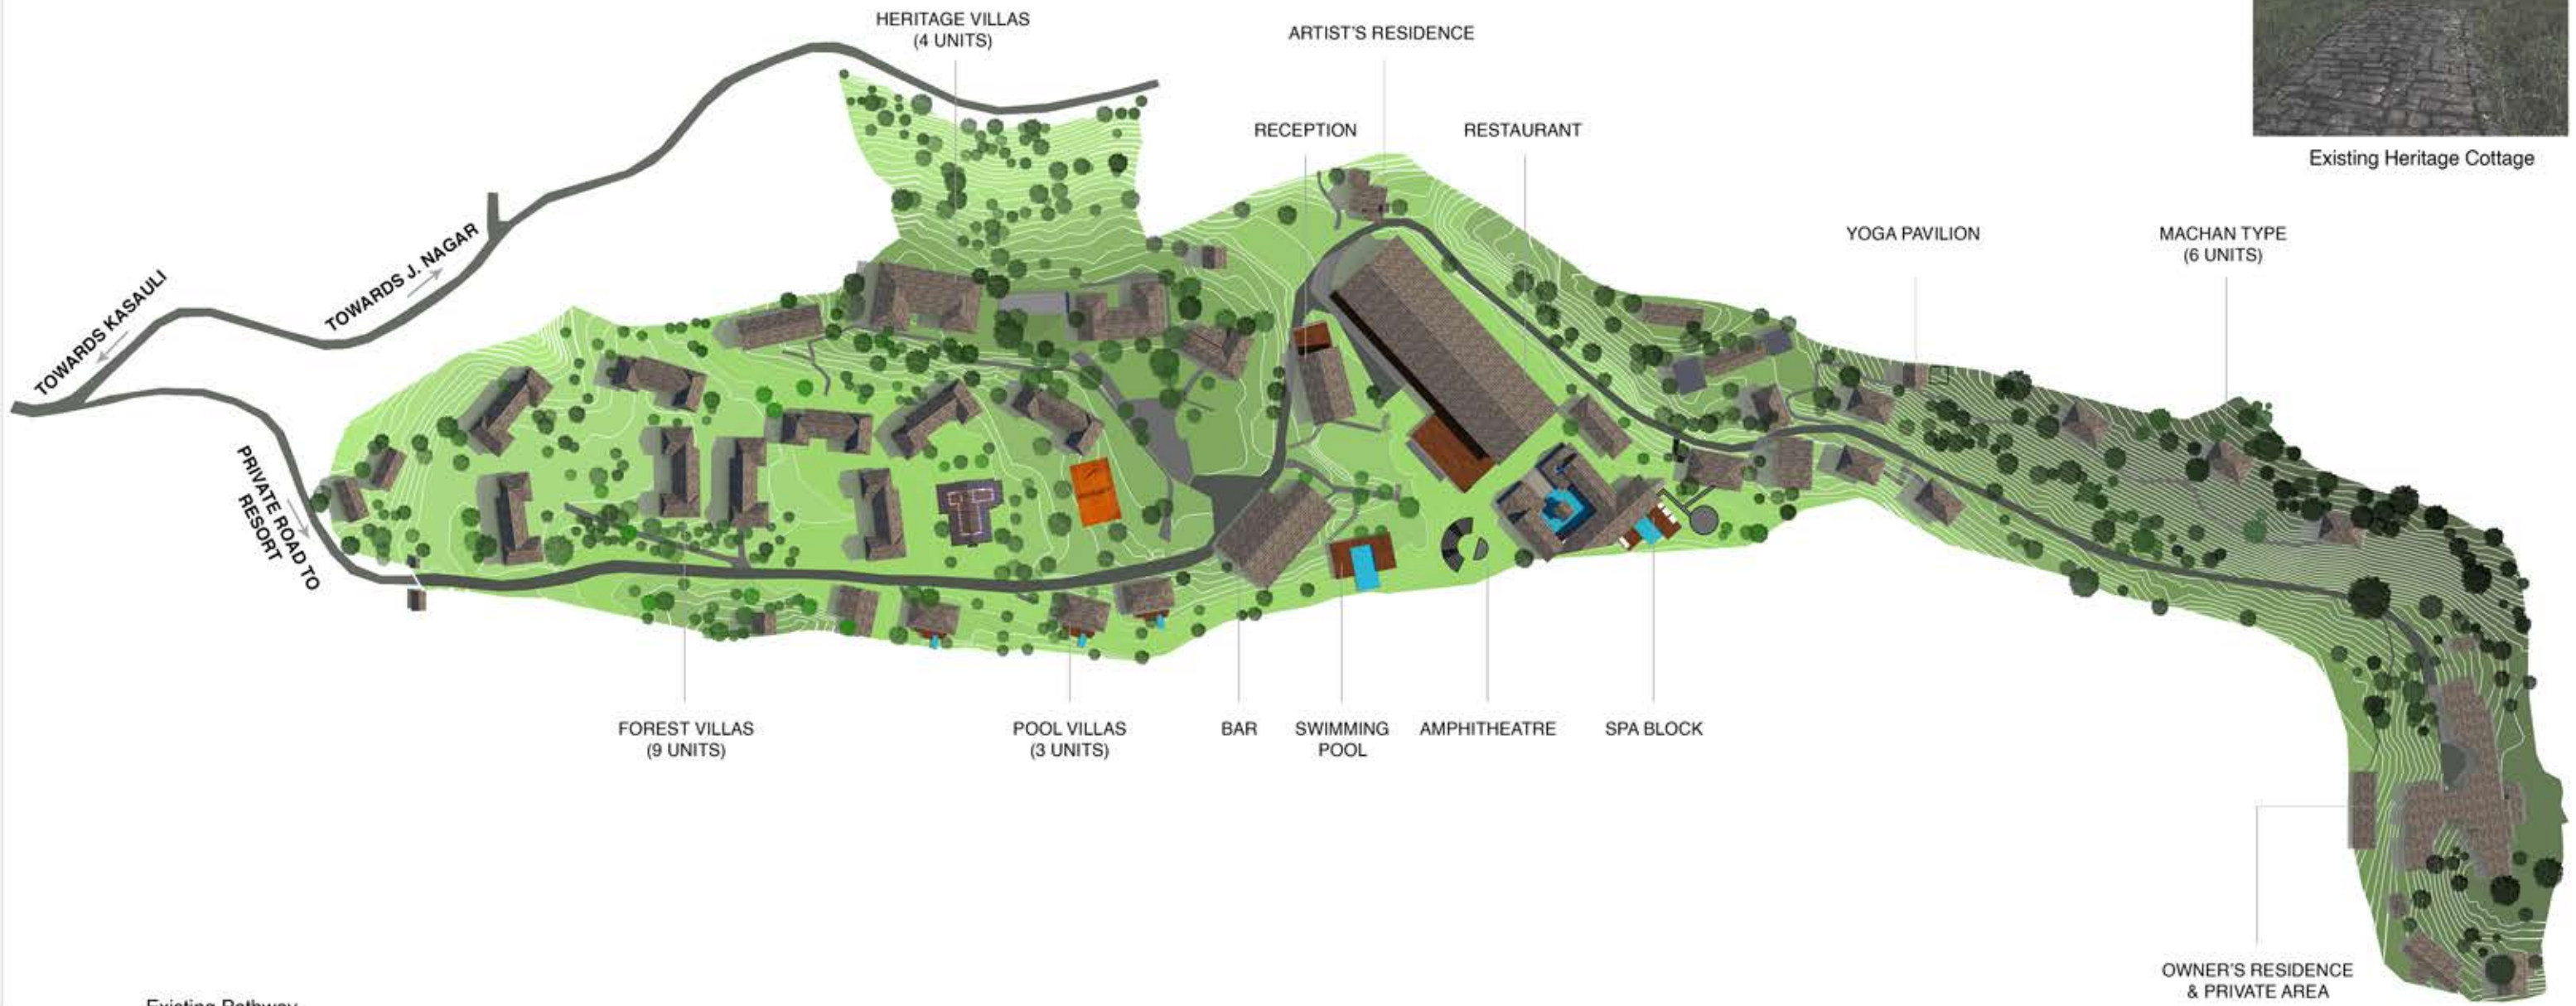 HERITAGE VILLAS
(4 UNITS)
ARTIST'S RESIDENCE
RECEPTION
RESTAURANT
Existing Heritage Cottage
YOGA PAVILION
MACHAN TYPE
(6 UNITS)
TOWARDS J. NAGAR
TOWARDS KASAULI
PRIVATE ROAD TO
RESORT
FOREST VILLAS
(9 UNITS)
POOL VILLAS
(3 UNITS)
BAR
SWIMMING
POOL
AMPHITHEATRE
SPA BLOCK
OWNER'S RESIDENCE
& PRIVATE AREA
Existing Pathway